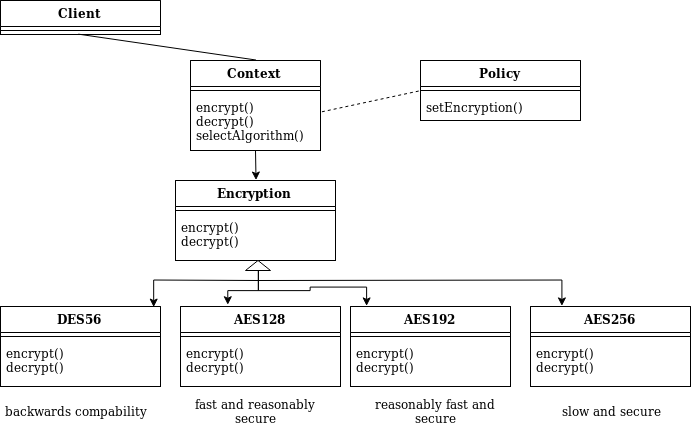 Client
Context
encrypt()
decrypt()
selectAlgorithm()
Policy
setEncryption()
Encryption
encrypt()
decrypt()
DES56
encrypt()
decrypt()
AES128
encrypt()
decrypt()
AES192
encrypt()
decrypt()
AES256
encrypt()
decrypt()
backwards compability
fast and reasonably
secure
reasonably fast and
secure
slow and secure